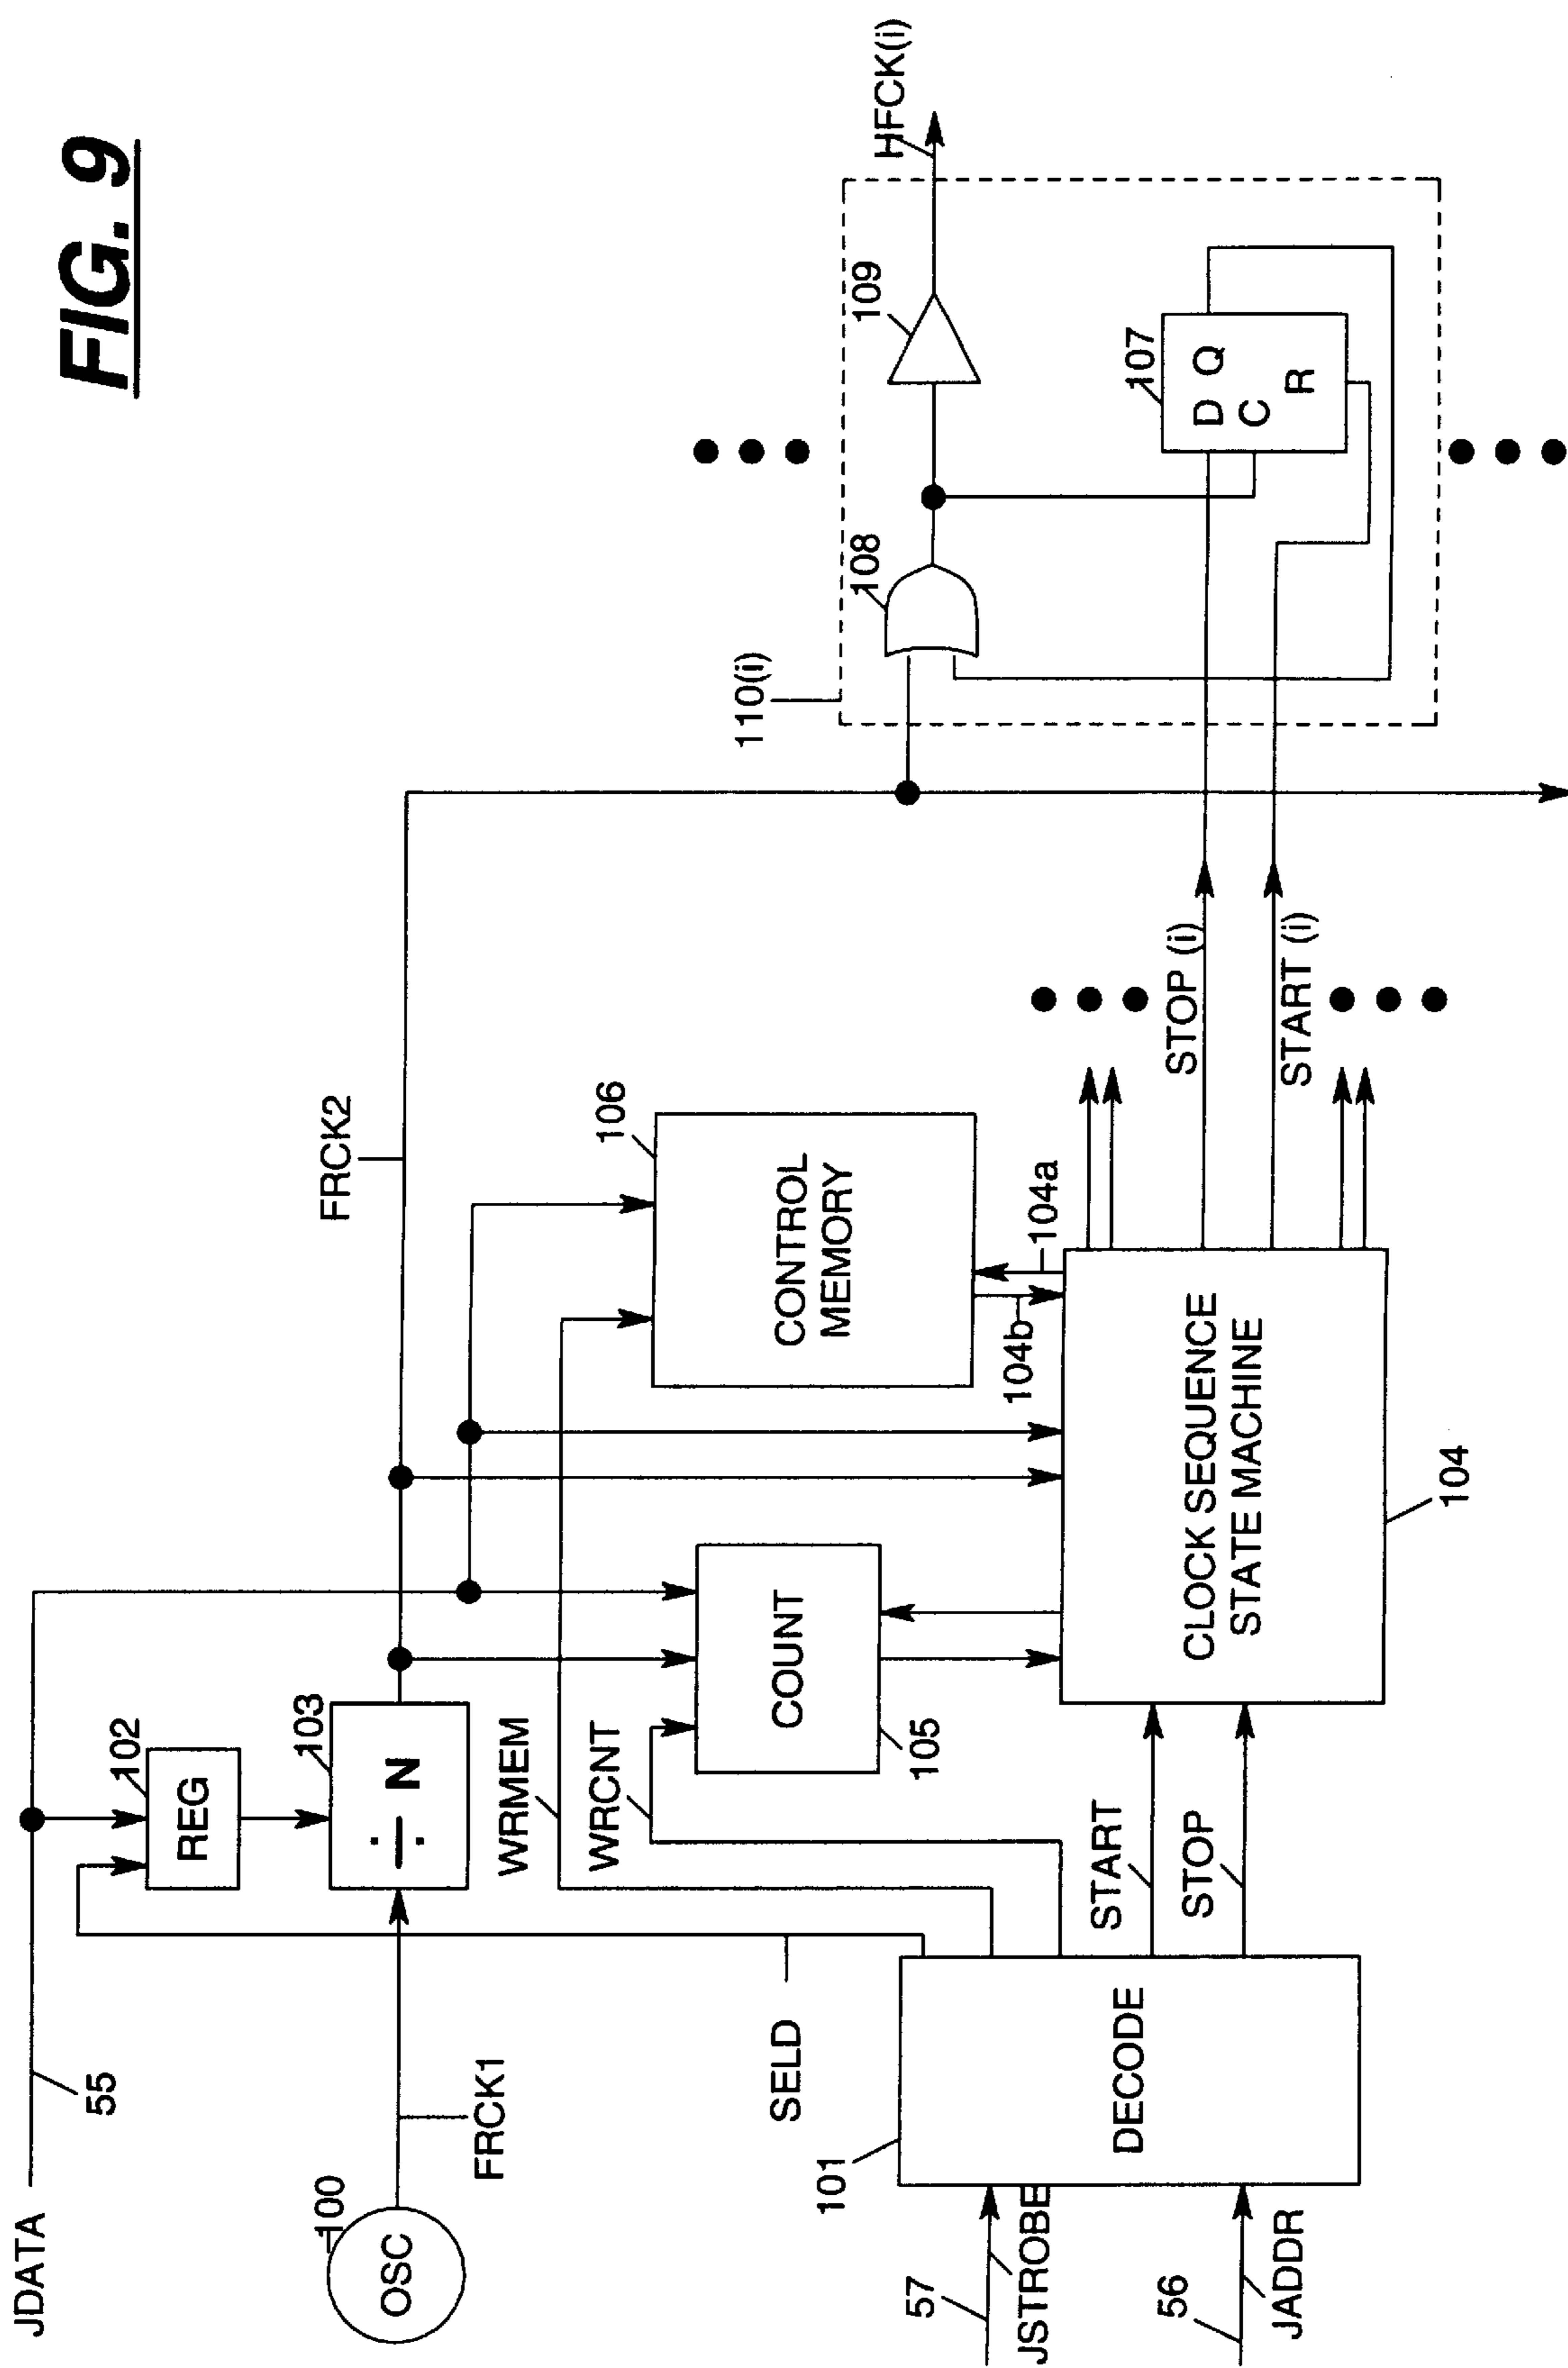 FIG. 9
JDATA
55
100
OSC
FRCK1
102
REG
103
÷ N
FRCK2
SELD
WRMEM
WRCNT
COUNT
105
106
CONTROL
MEMORY
104a
104b
57
JSTROBE
56
JADDR
101
DECODE
START
STOP
CLOCK SEQUENCE
STATE MACHINE
104
STOP (i)
START (i)
110(i)
108
109
HFCK(i)
107
D Q
C
R